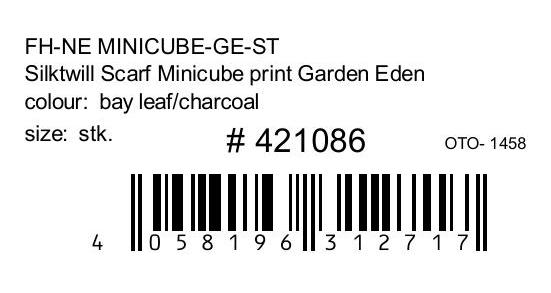 FH-NE MINICUBE-GE-ST
Silktwill Scarf Minicube print Garden Eden
colour: bay leaf/charcoal
size: stk.
# 421086
OTO- 1458
4 058196 312717